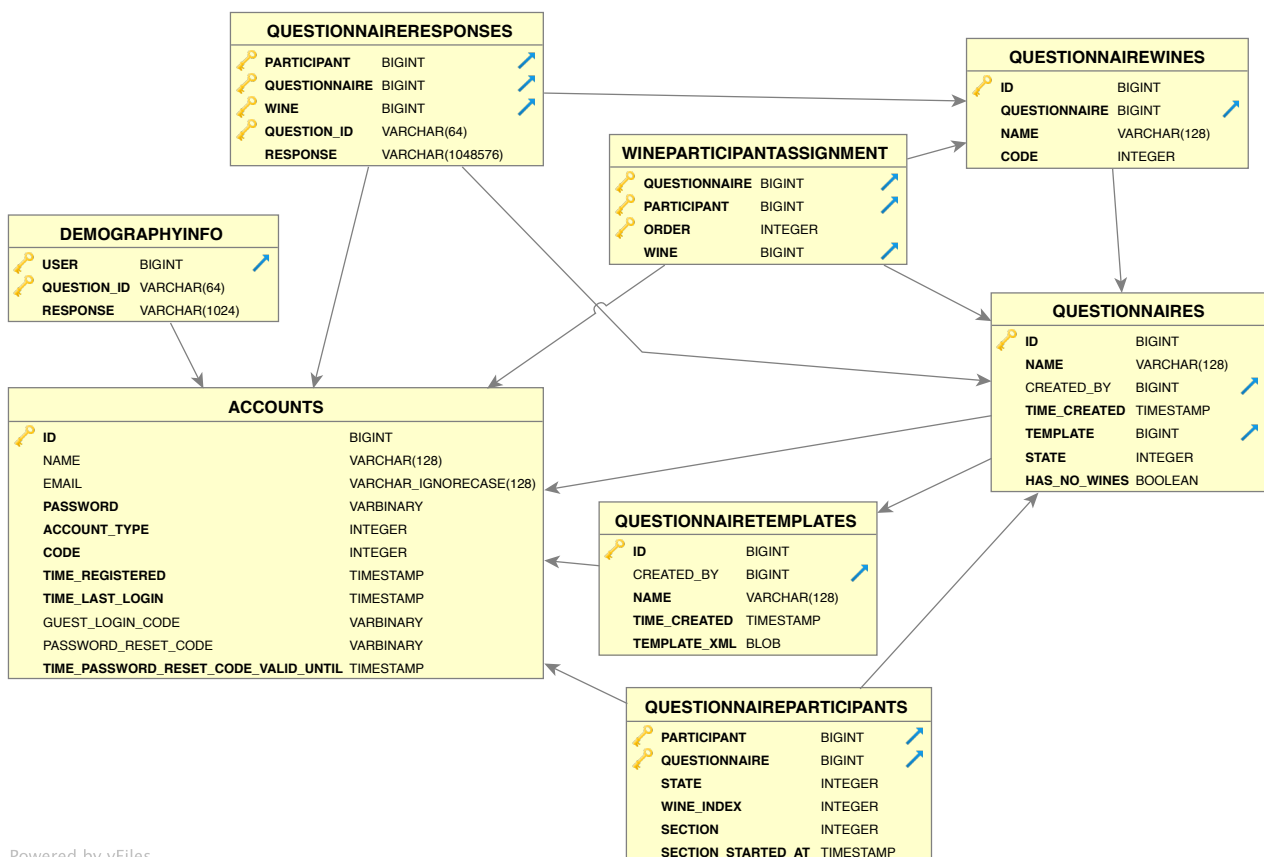 QUESTIONNAIRERESPONSES
PARTICIPANT BIGINT
QUESTIONNAIRE BIGINT
WINE BIGINT
QUESTION_ID VARCHAR(64)
RESPONSE VARCHAR(1048576)
QUESTIONNAIREWINES
ID BIGINT
QUESTIONNAIRE BIGINT
NAME VARCHAR(128)
CODE INTEGER
WINEPARTICIPANTASSIGNMENT
QUESTIONNAIRE BIGINT
PARTICIPANT BIGINT
ORDER INTEGER
WINE BIGINT
DEMOGRAPHYINFO
USER BIGINT
QUESTION_ID VARCHAR(64)
RESPONSE VARCHAR(1024)
QUESTIONNAIRES
ID BIGINT
NAME VARCHAR(128)
CREATED_BY BIGINT
TIME_CREATED TIMESTAMP
TEMPLATE BIGINT
STATE INTEGER
HAS_NO_WINES BOOLEAN
ACCOUNTS
ID BIGINT
NAME VARCHAR(128)
EMAIL VARCHAR_IGNORECASE(128)
PASSWORD VARBINARY
ACCOUNT_TYPE INTEGER
CODE INTEGER
TIME_REGISTERED TIMESTAMP
TIME_LAST_LOGIN TIMESTAMP
GUEST_LOGIN_CODE VARBINARY
PASSWORD_RESET_CODE VARBINARY
TIME_PASSWORD_RESET_CODE_VALID_UNTIL TIMESTAMP
QUESTIONNAIRETEMPLATES
ID BIGINT
CREATED_BY BIGINT
NAME VARCHAR(128)
TIME_CREATED TIMESTAMP
TEMPLATE_XML BLOB
QUESTIONNAIREPARTICIPANTS
PARTICIPANT BIGINT
QUESTIONNAIRE BIGINT
STATE INTEGER
WINE_INDEX INTEGER
SECTION INTEGER
SECTION_STARTED_AT TIMESTAMP
Powered by yFiles